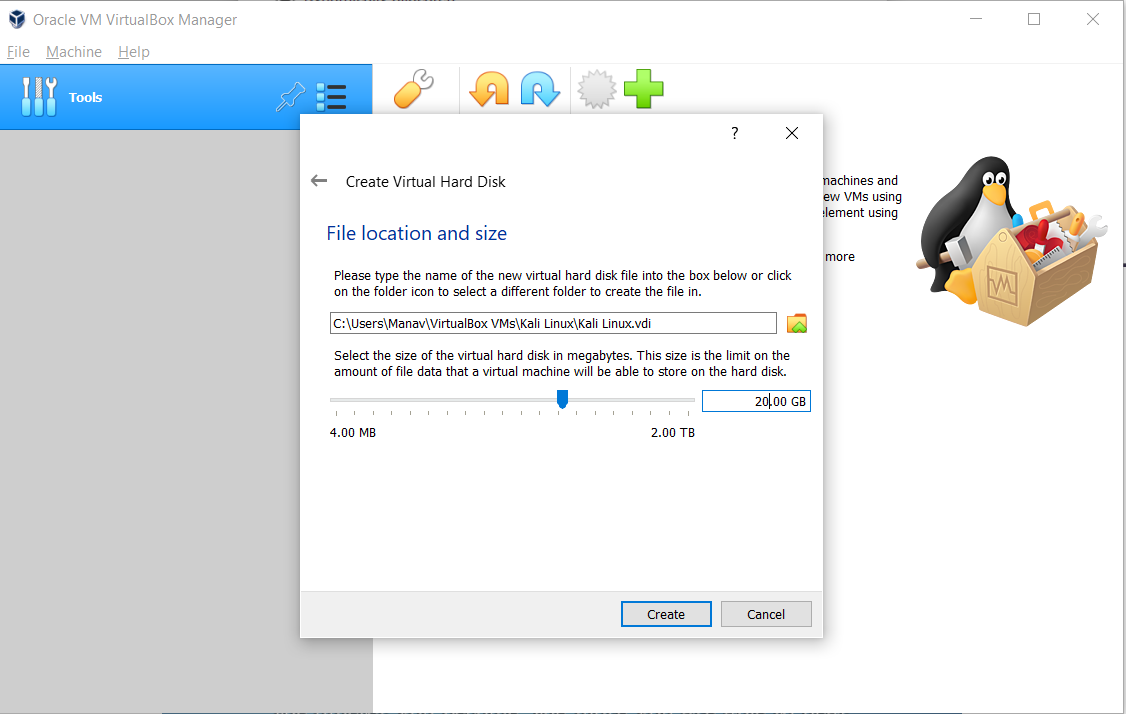 Oracle VM VirtualBox Manager
File Machine Help
Tools
?
Create Virtual Hard Disk
machines and
ew VMs using
element using
more
File location and size
Please type the name of the new virtual hard disk file into the box below or click
on the folder icon to select a different folder to create the file in.
C:\Users\Manav\VirtualBox VMs\Kali Linux\Kali Linux.vdi
Select the size of the virtual hard disk in megabytes. This size is the limit on the
amount of file data that a virtual machine will be able to store on the hard disk.
20.00 GB
4.00 MB 2.00 TB
Create Cancel